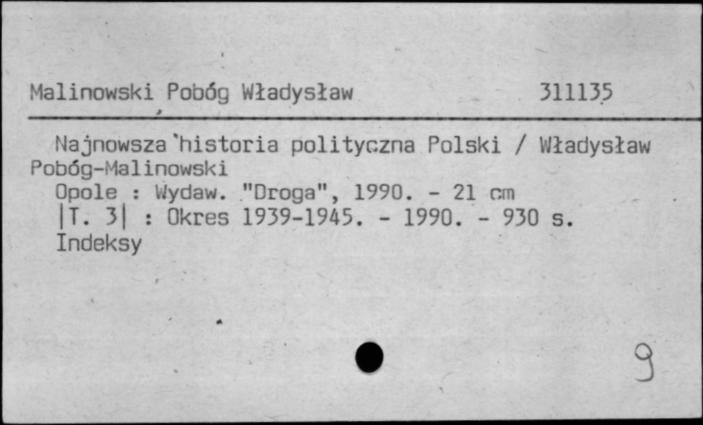 Malinowski Pobóg Władysław 311135
Najnowsza historia polityczna Polski / Władysław
Pobóg-Malinowski
Opole : Wydaw. "Droga", 1990. - 21 cm
|T. 3| : Okres 1939-1945. - 1990. - 930 s.
Indeksy
9